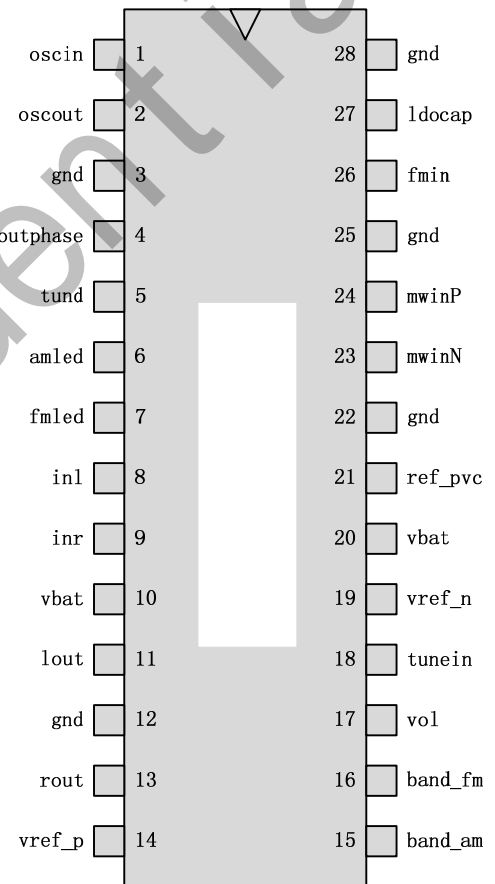 oscin 1 28 gnd
oscout 2 27 ldocap
gnd 3 26 fmin
outphase 4 25 gnd
tund 5 24 mwinP
amled 6 23 mwinN
fmled 7 22 gnd
inl 8 21 ref_pvc
inr 9 20 vbat
vbat 10 19 vref_n
lout 11 18 tunein
gnd 12 17 vol
rout 13 16 band_fm
vref_p 14 15 band_am